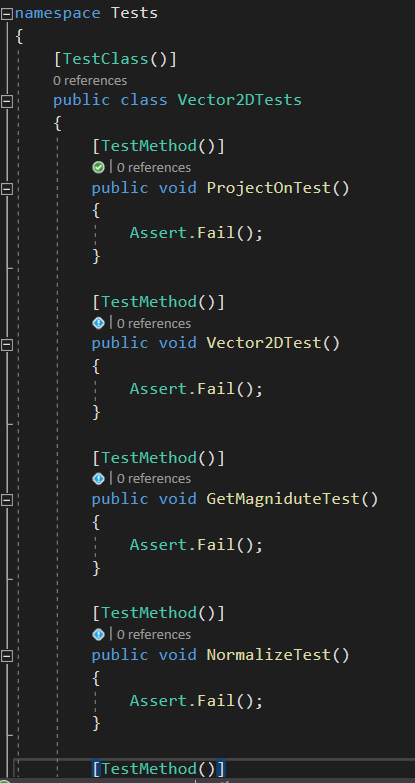 namespace Tests
{
[TestClass()]
0 references
public class Vector2DTests
{
[TestMethod()]
| 0 references
public void ProjectOnTest()
{
Assert.Fail();
}
[TestMethod()]
| 0 references
public void Vector2DTest()
{
Assert.Fail();
}
[TestMethod()]
| 0 references
public void GetMagniduteTest()
{
Assert.Fail();
}
[TestMethod()]
| 0 references
public void NormalizeTest()
{
Assert.Fail();
}
[TestMethod()]